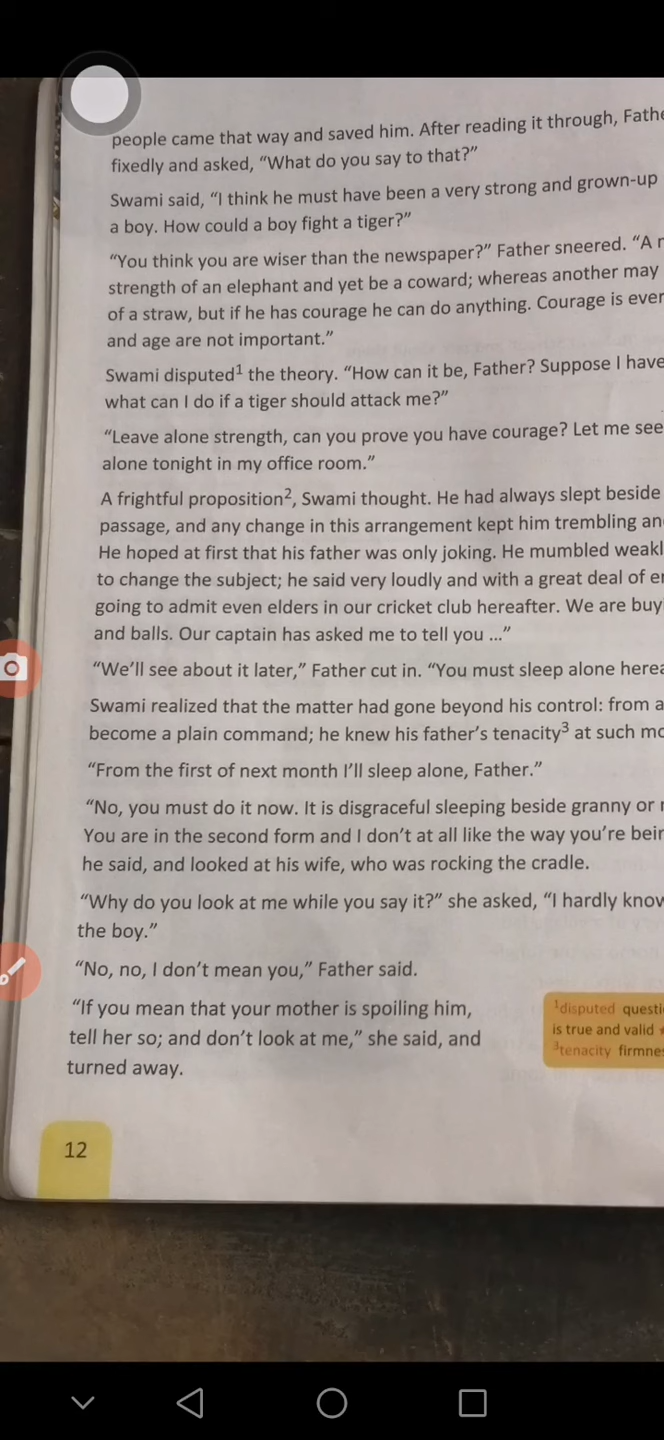 people came that way and saved him. After reading it through, Fathe
fixedly and asked, “What do you say to that?”
Swami said, “I think he must have been a very strong and grown-up
a boy. How could a boy fight a tiger?”
“You think you are wiser than the newspaper?” Father sneered. “A
strength of an elephant and yet be a coward; whereas another may
of a straw, but if he has courage he can do anything. Courage is ever
and age are not important.”
Swami disputed¹ the theory. “How can it be, Father? Suppose I have
what can I do if a tiger should attack me?”
“Leave alone strength, can you prove you have courage? Let me see
alone tonight in my office room.”
A frightful proposition², Swami thought. He had always slept beside
passage, and any change in this arrangement kept him trembling an
He hoped at first that his father was only joking. He mumbled weakl
to change the subject; he said very loudly and with a great deal of
going to admit even elders in our cricket club hereafter. We are buy
and balls. Our captain has asked me to tell you ...”
“We’ll see about it later,” Father cut in. “You must sleep alone herea
Swami realized that the matter had gone beyond his control: from a
become a plain command; he knew his father’s tenacity³ at such mo
“From the first of next month I’ll sleep alone, Father.”
“No, you must do it now. It is disgraceful sleeping beside granny or
You are in the second form and I don’t at all like the way you’re bein
he said, and looked at his wife, who was rocking the cradle.
“Why do you look at me while you say it?” she asked, “I hardly know
the boy.”
“No, no, I don’t mean you,” Father said.
“If you mean that your mother is spoiling him,
tell her so; and don’t look at me,” she said, and
turned away.
¹disputed questi
is true and valid
³tenacity firmnes
12